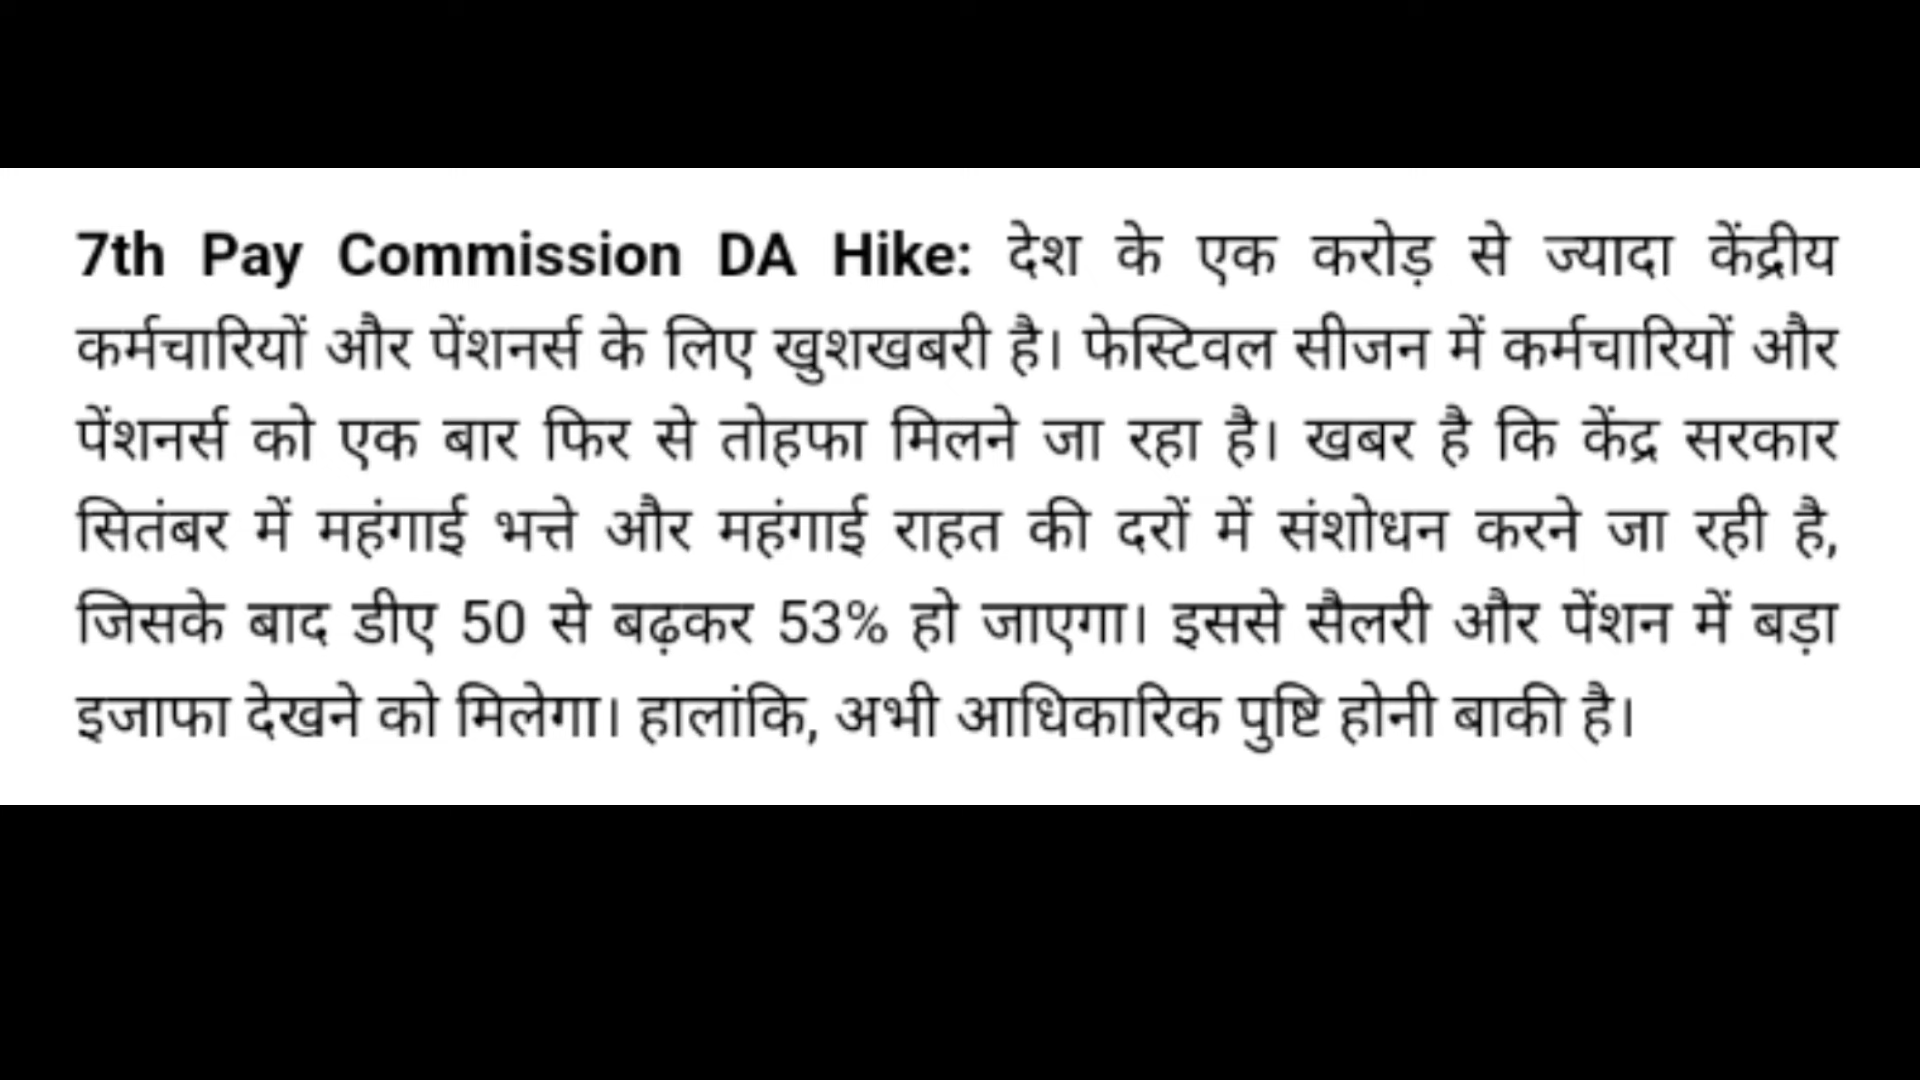 7th Pay Commission DA Hike: देश के एक करोड़ से ज्यादा केंद्रीय
कर्मचारियों और पेंशनर्स के लिए खुशखबरी है। फेस्टिवल सीजन में कर्मचारियों और
पेंशनर्स को एक बार फिर से तोहफा मिलने जा रहा है। खबर है कि केंद्र सरकार
सितंबर में महंगाई भत्ते और महंगाई राहत की दरों में संशोधन करने जा रही है,
जिसके बाद डीए 50 से बढ़कर 53% हो जाएगा। इससे सैलरी और पेंशन में बड़ा
इजाफा देखने को मिलेगा। हालांकि, अभी आधिकारिक पुष्टि होनी बाकी है।